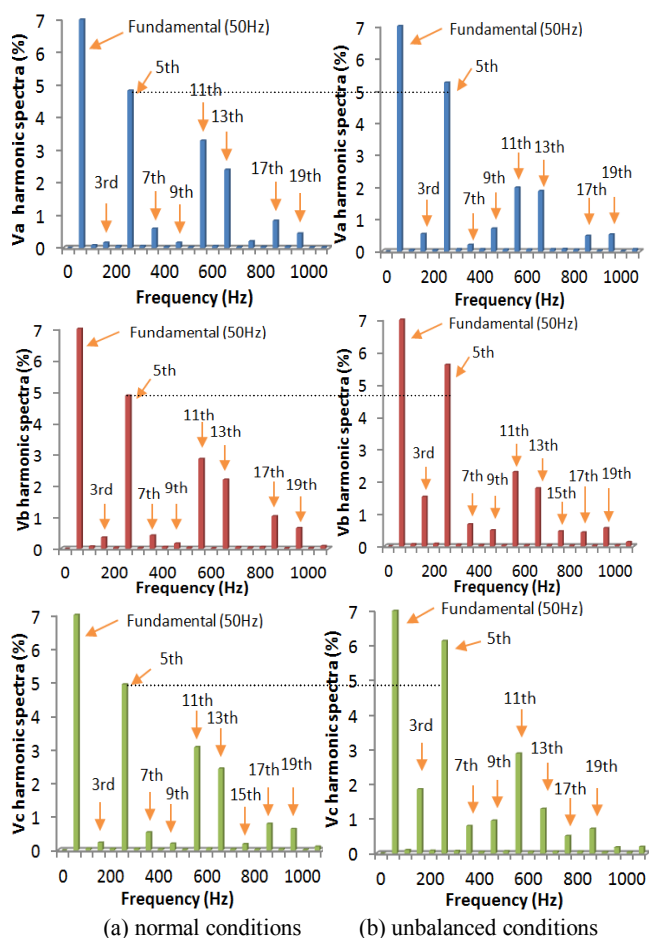 Va harmonic spectra (%)
7
6
5
4
3
2
1
0
Fundamental (50Hz)
5th
11th
13th
3rd
7th
9th
17th
19th
0 200 400 600 800 1000
Frequency (Hz)
Va harmonic spectra (%)
7
6
5
4
3
2
1
0
Fundamental (50Hz)
5th
11th
13th
9th
3rd
7th
19th
17th
0 200 400 600 800 1000
Frequency (Hz)
Vb harmonic spectra (%)
7
6
5
4
3
2
1
0
Fundamental (50Hz)
5th
11th
13th
3rd
7th
9th
17th
19th
0 200 400 600 800 1000
Frequency (Hz)
Vb harmonic spectra (%)
7
6
5
4
3
2
1
0
Fundamental (50Hz)
5th
11th
13th
3rd
7th
9th
15th
17th
19th
0 200 400 600 800 1000
Frequency (Hz)
Vc harmonic spectra (%)
7
6
5
4
3
2
1
0
Fundamental (50Hz)
5th
11th
13th
3rd
7th
9th
15th
17th
19th
0 200 400 600 800 1000
Frequency (Hz)
Vc harmonic spectra (%)
7
6
5
4
3
2
1
0
Fundamental (50Hz)
5th
11th
3rd
7th
9th
13th
17th
19th
0 200 400 600 800 1000
Frequency (Hz)
(a) normal conditions
(b) unbalanced conditions